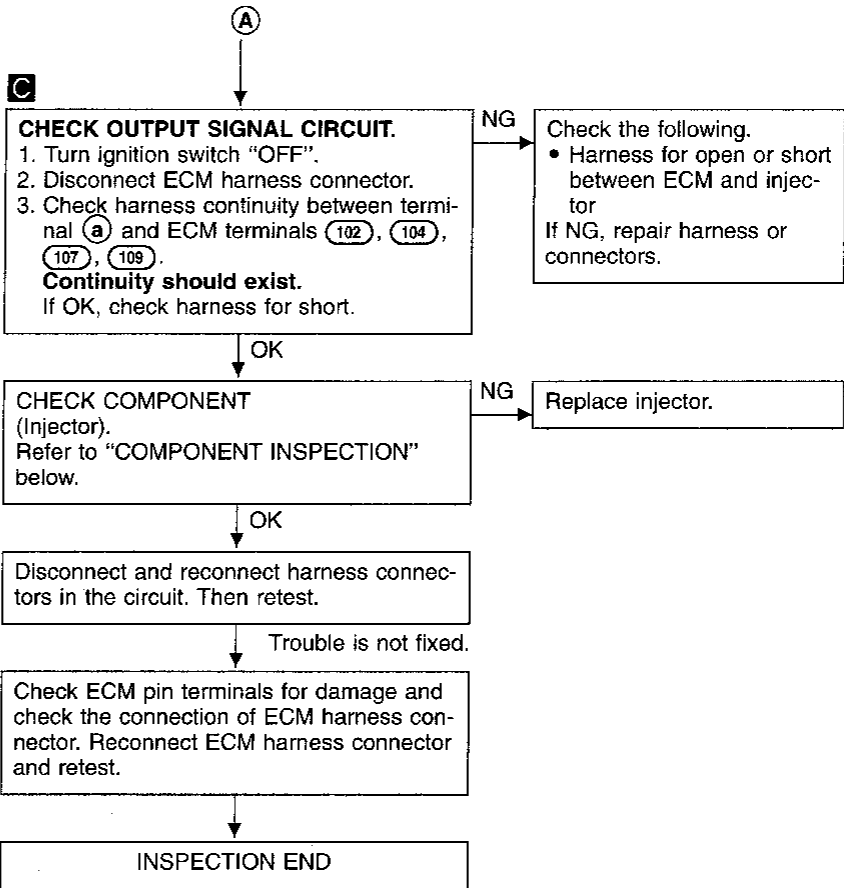 A
C
CHECK OUTPUT SIGNAL CIRCUIT.
1. Turn ignition switch “OFF”.
2. Disconnect ECM harness connector.
3. Check harness continuity between termi-
nal a and ECM terminals 102, 104,
107, 109.
Continuity should exist.
If OK, check harness for short.
NG
Check the following.
• Harness for open or short
between ECM and injec-
tor
If NG, repair harness or
connectors.
OK
CHECK COMPONENT
(Injector).
Refer to “COMPONENT INSPECTION”
below.
NG
Replace injector.
OK
Disconnect and reconnect harness connec-
tors in the circuit. Then retest.
Trouble is not fixed.
Check ECM pin terminals for damage and
check the connection of ECM harness con-
nector. Reconnect ECM harness connector
and retest.
INSPECTION END